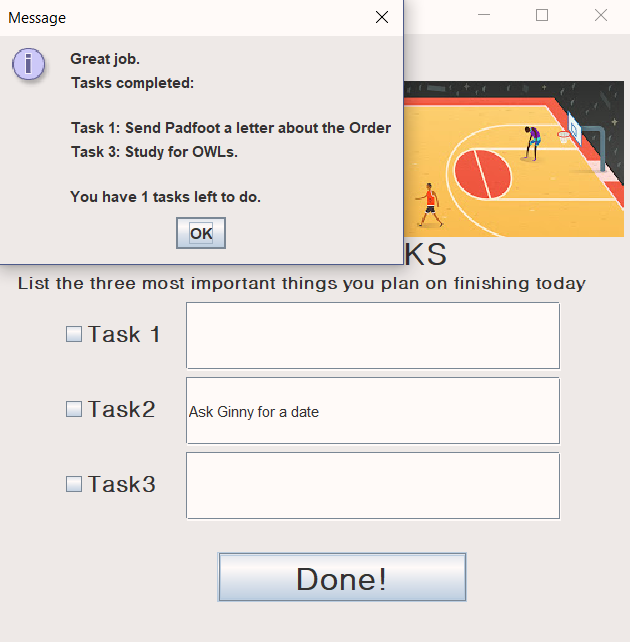 Message
Great job.
Tasks completed:
Task 1: Send Padfoot a letter about the Order
Task 3: Study for OWLs.
You have 1 tasks left to do.
OK
KS
List the three most important things you plan on finishing today
Task 1
Task2
Ask Ginny for a date
Task3
Done!